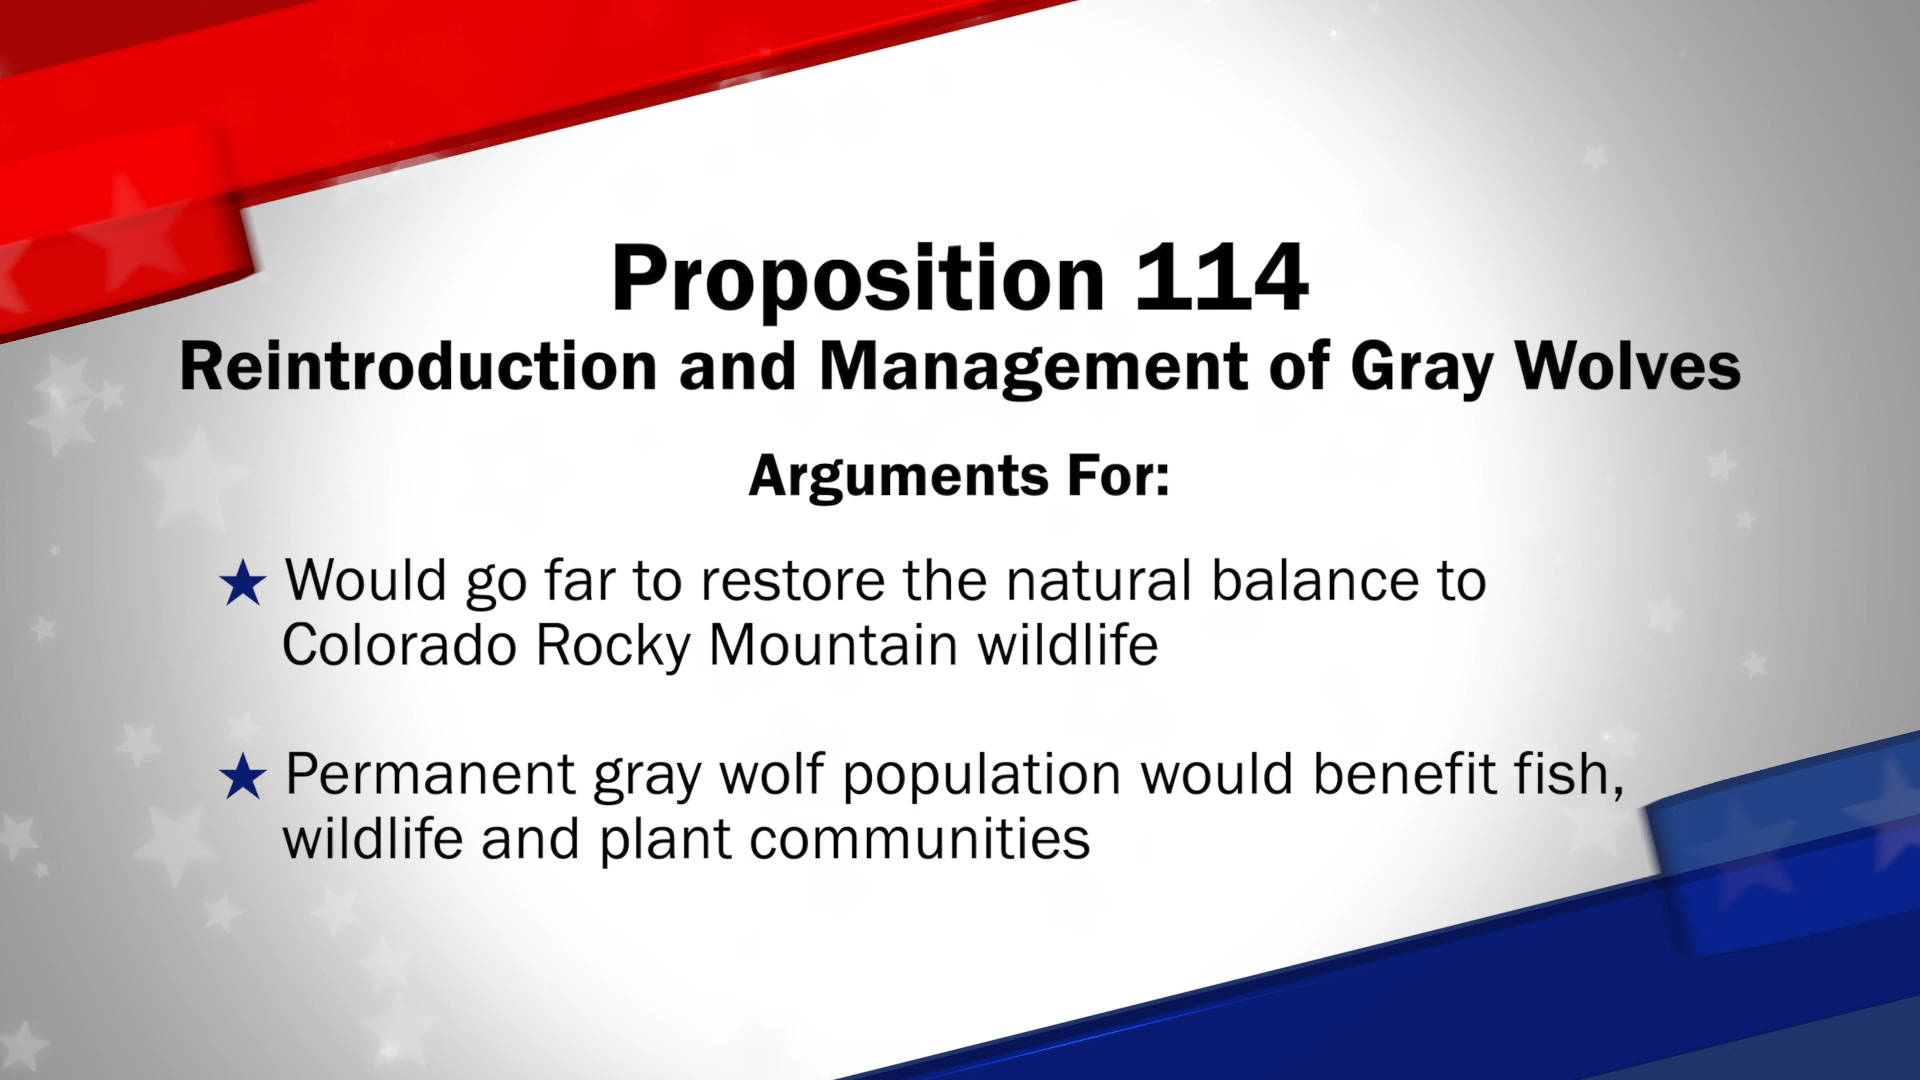 Proposition 114
Reintroduction and Management of Gray Wolves
Arguments For:
★ Would go far to restore the natural balance to
Colorado Rocky Mountain wildlife
★ Permanent gray wolf population would benefit fish,
wildlife and plant communities